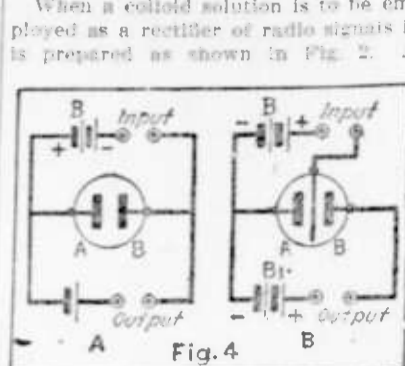 When a colloid solution is to be em-
ployed as a rectifier of radio signals
is prepared as shown in Fig. 2.
B Input
+ -
A B
Output
A
B Input
- +
A B
B1
- + Output
B
Fig. 4